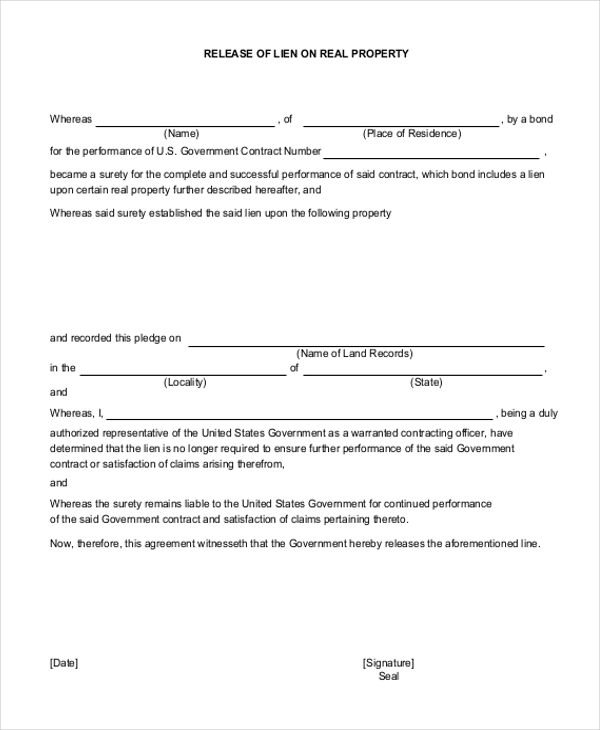 RELEASE OF LIEN ON REAL PROPERTY
Whereas , of , by a bond
(Name) (Place of Residence)
for the performance of U.S. Government Contract Number ,
became a surety for the complete and successful performance of said contract, which bond includes a lien
upon certain real property further described hereafter, and
Whereas said surety established the said lien upon the following property
and recorded this pledge on
(Name of Land Records)
in the of ,
(Locality) (State)
and
Whereas, I, , being a duly
authorized representative of the United States Government as a warranted contracting officer, have
determined that the lien is no longer required to ensure further performance of the said Government
contract or satisfaction of claims arising therefrom,
and
Whereas the surety remains liable to the United States Government for continued performance
of the said Government contract and satisfaction of claims pertaining thereto.
Now, therefore, this agreement witnesseth that the Government hereby releases the aforementioned line.
[Date] [Signature]
Seal